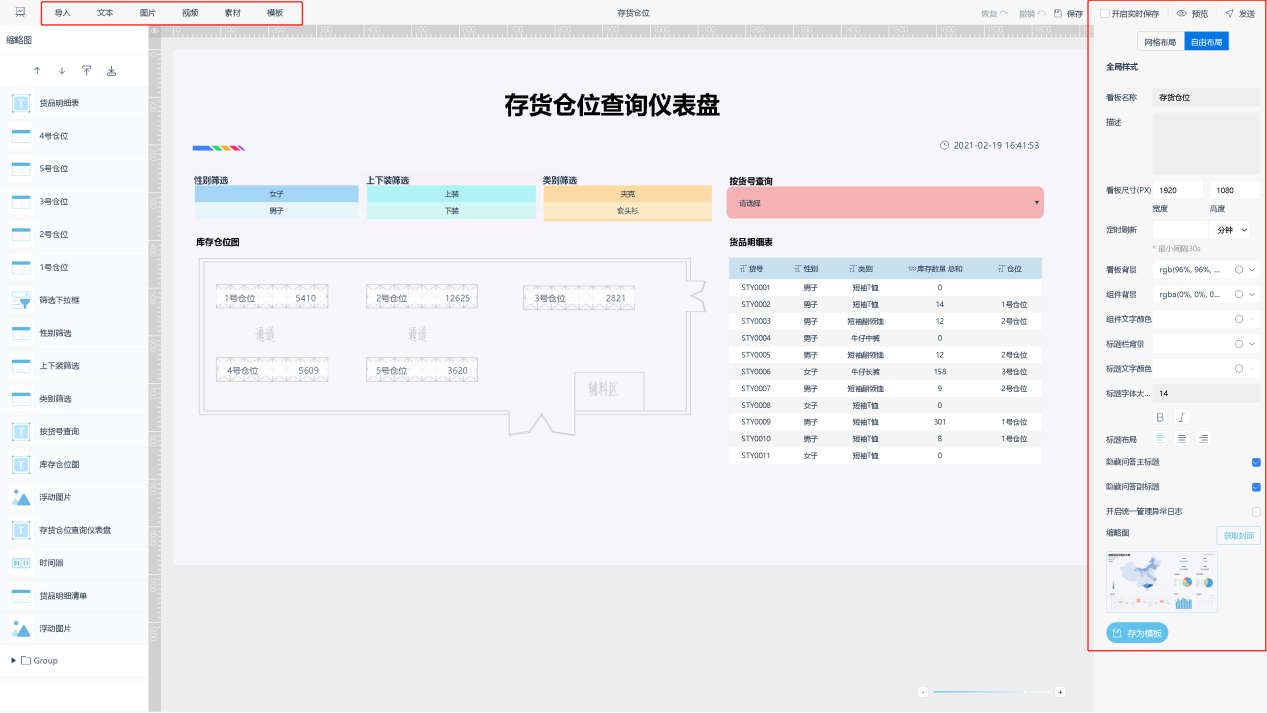 导入 文本 图片 视频 素材 模板
存货仓位
恢复 撤销 保存
开启实时保存 预览 发送
缩略图
货品明细表
4号仓位
5号仓位
3号仓位
2号仓位
1号仓位
筛选下拉框
性别筛选
上下装筛选
类别筛选
按货号查询
库存仓位图
浮动图片
存货仓位查询仪表盘
时间器
货品明细清单
浮动图片
Group
存货仓位查询仪表盘
2021-02-19 16:41:53
性别筛选 上下装筛选 类别筛选 按货号查询
女子 上装 夹克
请选择
男子 下装 套头衫
库存仓位图
1号仓位 5410 2号仓位 12625 3号仓位 2821
通道 通道
4号仓位 5609 5号仓位 3620
辅料区
货品明细表
货号 性别 类别 库存数量 总和 仓位
STY0001 男子 短袖T恤 0
STY0002 男子 短袖T恤 14 1号仓位
STY0003 男子 短袖翻领恤 12 2号仓位
STY0004 男子 牛仔中裤 0
STY0005 男子 短袖翻领恤 12 2号仓位
STY0006 女子 牛仔长裤 158 3号仓位
STY0007 男子 短袖翻领恤 9 2号仓位
STY0008 女子 短袖T恤 0
STY0009 男子 短袖T恤 301 1号仓位
STY0010 男子 短袖T恤 8 1号仓位
STY0011 女子 短袖T恤 0
- +
网格布局 自由布局
全局样式
看板名称 存货仓位
描述
看板尺寸(PX) 1920 1080
宽度 高度
定时刷新 分钟
* 最小间隔30s
看板背景 rgb(96%, 96%, ...
组件背景 rgba(0%, 0%, 0...
组件文字颜色
标题栏背景
标题文字颜色
标题字体大... 14
B I
标题布局
隐藏问答主标题
隐藏问答副标题
开启统一管理异常日志
缩略图 获取封面
存为模板